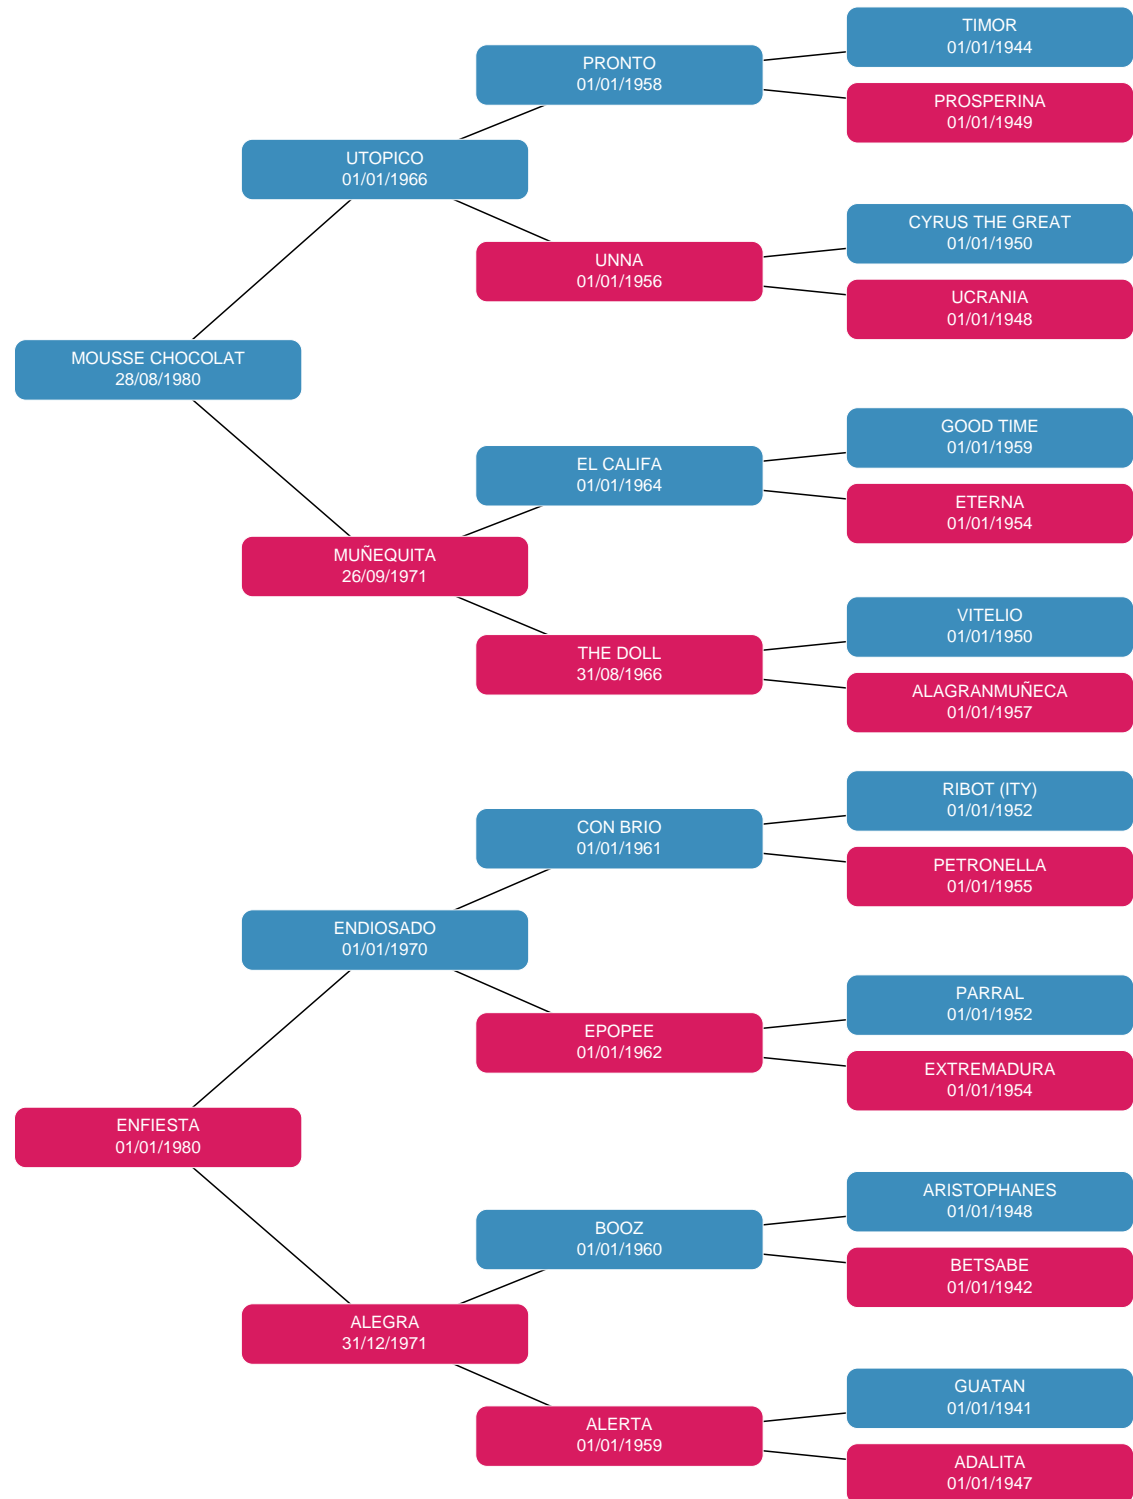 TIMOR
01/01/1944
PRONTO
01/01/1958
PROSPERINA
01/01/1949
UTOPICO
01/01/1966
CYRUS THE GREAT
01/01/1950
UNNA
01/01/1956
UCRANIA
01/01/1948
MOUSSE CHOCOLAT
28/08/1980
GOOD TIME
01/01/1959
EL CALIFA
01/01/1964
ETERNA
01/01/1954
MUÑEQUITA
26/09/1971
VITELIO
01/01/1950
THE DOLL
31/08/1966
ALAGRANMUÑECA
01/01/1957
RIBOT (ITY)
01/01/1952
CON BRIO
01/01/1961
PETRONELLA
01/01/1955
ENDIOSADO
01/01/1970
PARRAL
01/01/1952
EPOPEE
01/01/1962
EXTREMADURA
01/01/1954
ENFIESTA
01/01/1980
ARISTOPHANES
01/01/1948
BOOZ
01/01/1960
BETSABE
01/01/1942
ALEGRA
31/12/1971
GUATAN
01/01/1941
ALERTA
01/01/1959
ADALITA
01/01/1947